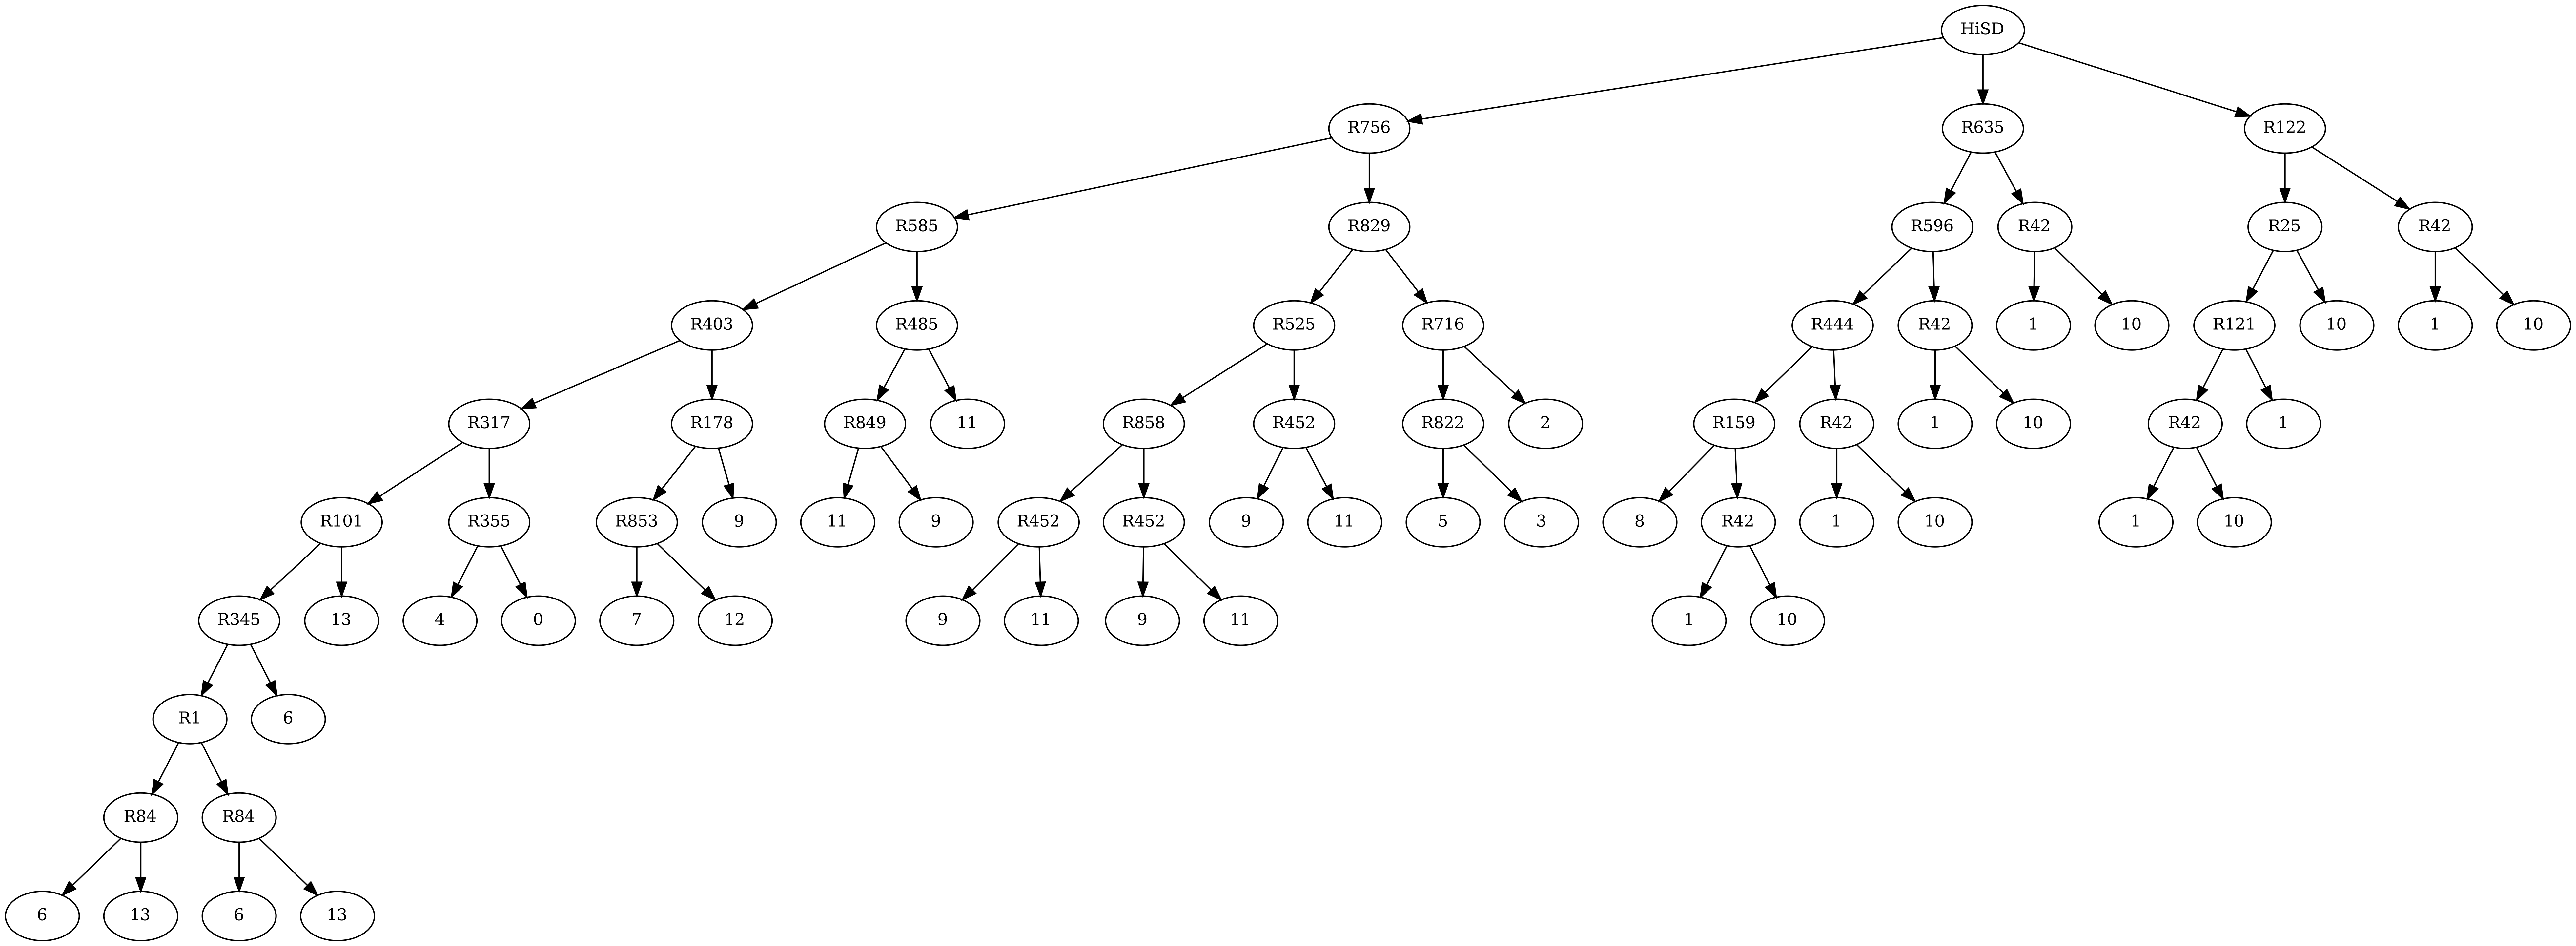 HiSD
R756 R635 R122
R585 R829 R596 R42 R25 R42
R403 R485 R525 R716 R444 R42 1 10 R121 10 1 10
R317 R178 R849 11 R858 R452 R822 2 R159 R42 1 10 R42 1
R101 R355 R853 9 11 9 R452 R452 9 11 5 3 8 R42 1 10 1 10
R345 13 4 0 7 12 9 11 9 11 1 10
R1 6
R84 R84
6 13 6 13